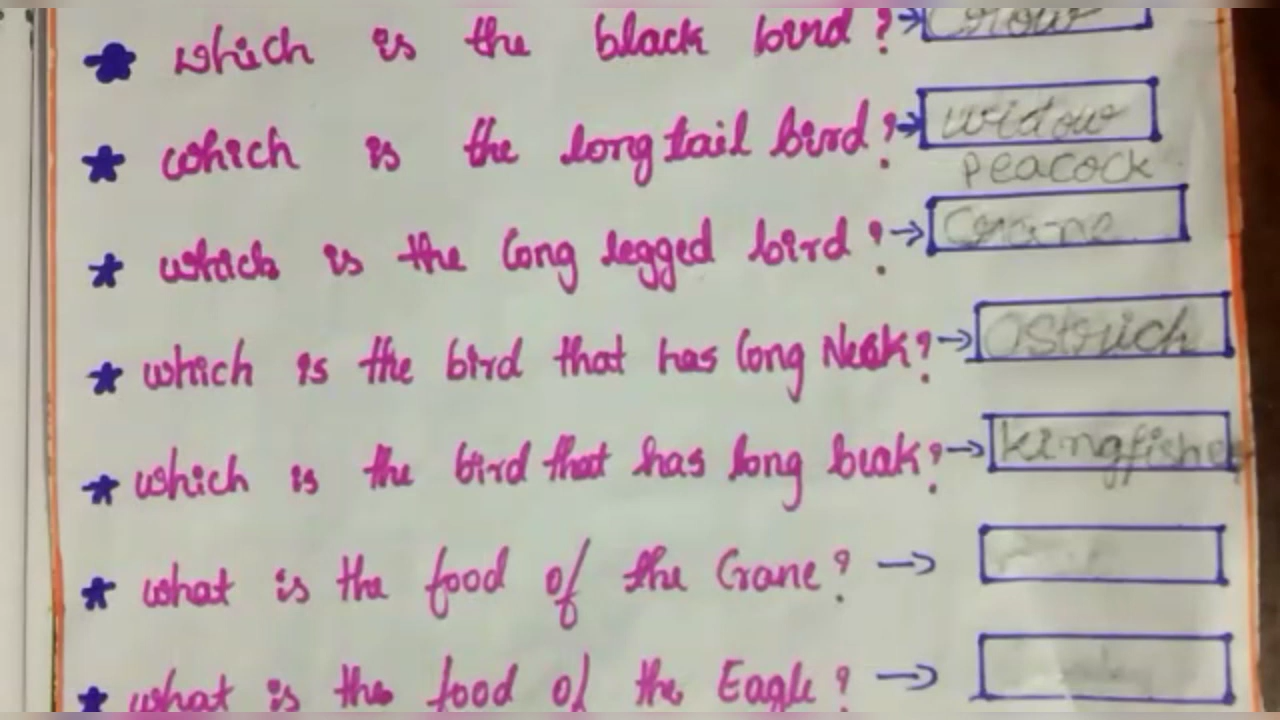 which is the black bird? → Crow
which is the long tail bird? → widow
peacock
which is the long legged bird? → Crane
which is the bird that has long Neak? → Ostrich
which is the bird that has long beak? → kingfisher
what is the food of the Crane? →
what is the food of the Eagle? →